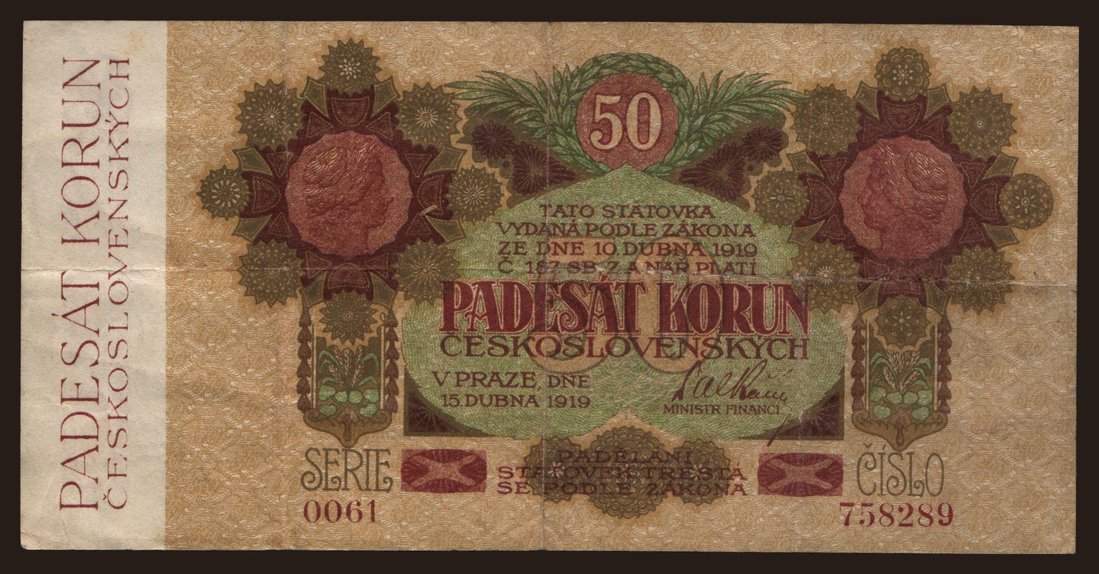 PADESÁT KORUN
ČESKOSLOVENSKÝCH
50
TATO STÁTOVKA
VYDANÁ PODLE ZÁKONA
ZE DNE 10 DUBNA 1919
Č. 187 SB. Z. A NAŘ. PLATÍ
PADESÁT KORUN
ČESKOSLOVENSKÝCH
V PRAZE, DNE
15 DUBNA 1919
MINISTR FINANCÍ
SERIE
0061
PADĚLÁNÍ
STÁTOVEK TRESTÁ
SE PODLE ZÁKONA
ČÍSLO
758289